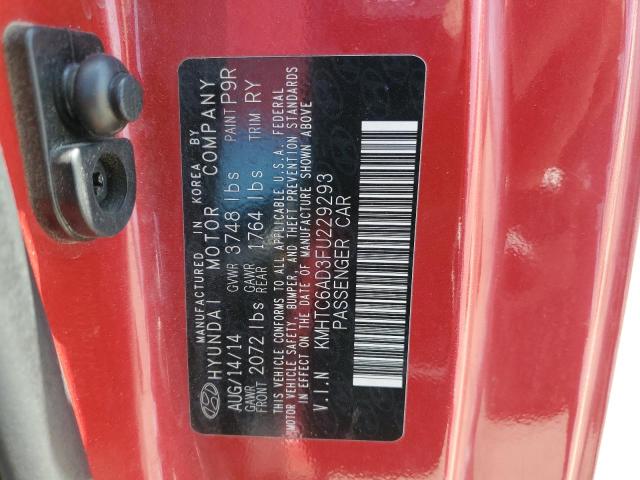 MANUFACTURED IN KOREA BY
HYUNDAI MOTOR COMPANY
AUG/14/14 GVWR 3748 lbs PAINT P9R
GAWR FRONT 2072 lbs GAWR REAR 1764 lbs TRIM RY
THIS VEHICLE CONFORMS TO ALL APPLICABLE U.S.A. FEDERAL
MOTOR VEHICLE SAFETY, BUMPER, AND THEFT PREVENTION STANDARDS
IN EFFECT ON THE DATE OF MANUFACTURE SHOWN ABOVE
V.I.N KMHTC6AD3FU229293
PASSENGER CAR